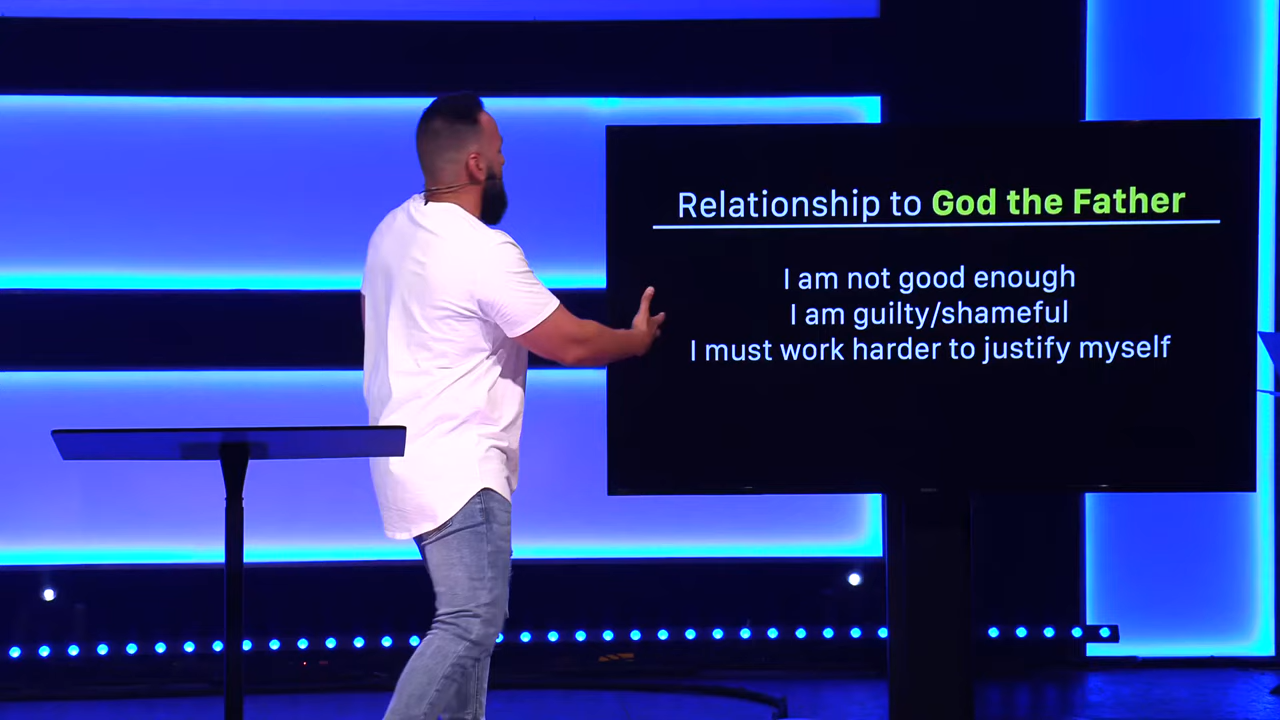 Relationship to God the Father
I am not good enough
I am guilty/shameful
I must work harder to justify myself